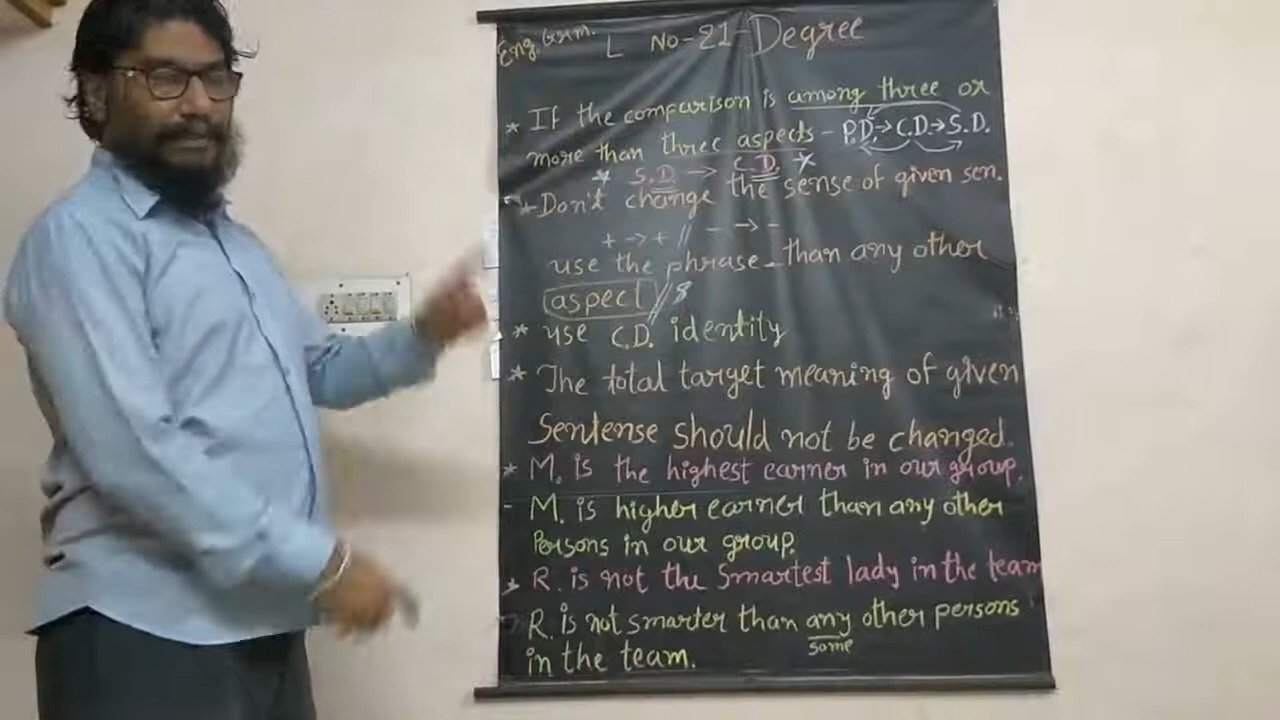 Eng. Gram. L No-21-Degree
* If the comparison is among three or
more than three aspects - P.D.→C.D.→S.D.
* S.D. → C.D. *
* Don't change the sense of given sen.
+ -> + // - -> -
use the phrase - than any other
aspect //
* use C.D. identity
* The total target meaning of given
Sentense should not be changed.
* M. is the highest earner in our group.
- M. is higher earner than any other
Persons in our group.
* R. is not the smartest lady in the team
- R. is not smarter than any other persons
some
in the team.